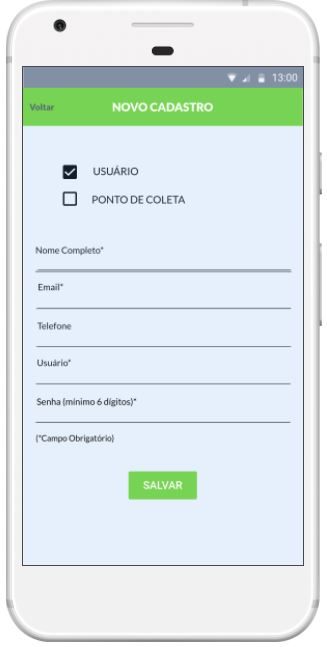 13:00
Voltar NOVO CADASTRO
USUÁRIO
PONTO DE COLETA
Nome Completo*
Email*
Telefone
Usuário*
Senha (mínimo 6 dígitos)*
(*Campo Obrigatório)
SALVAR